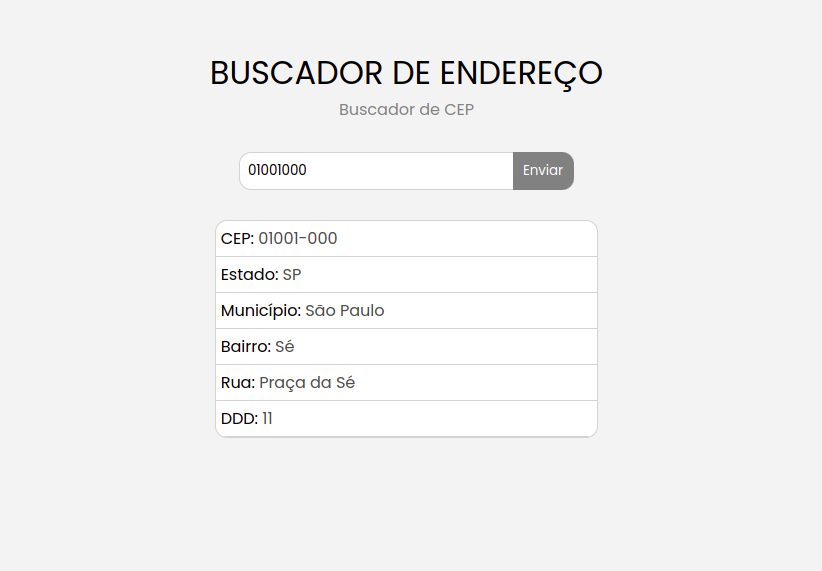 BUSCADOR DE ENDEREÇO
Buscador de CEP
01001000 Enviar
CEP: 01001-000
Estado: SP
Município: São Paulo
Bairro: Sé
Rua: Praça da Sé
DDD: 11